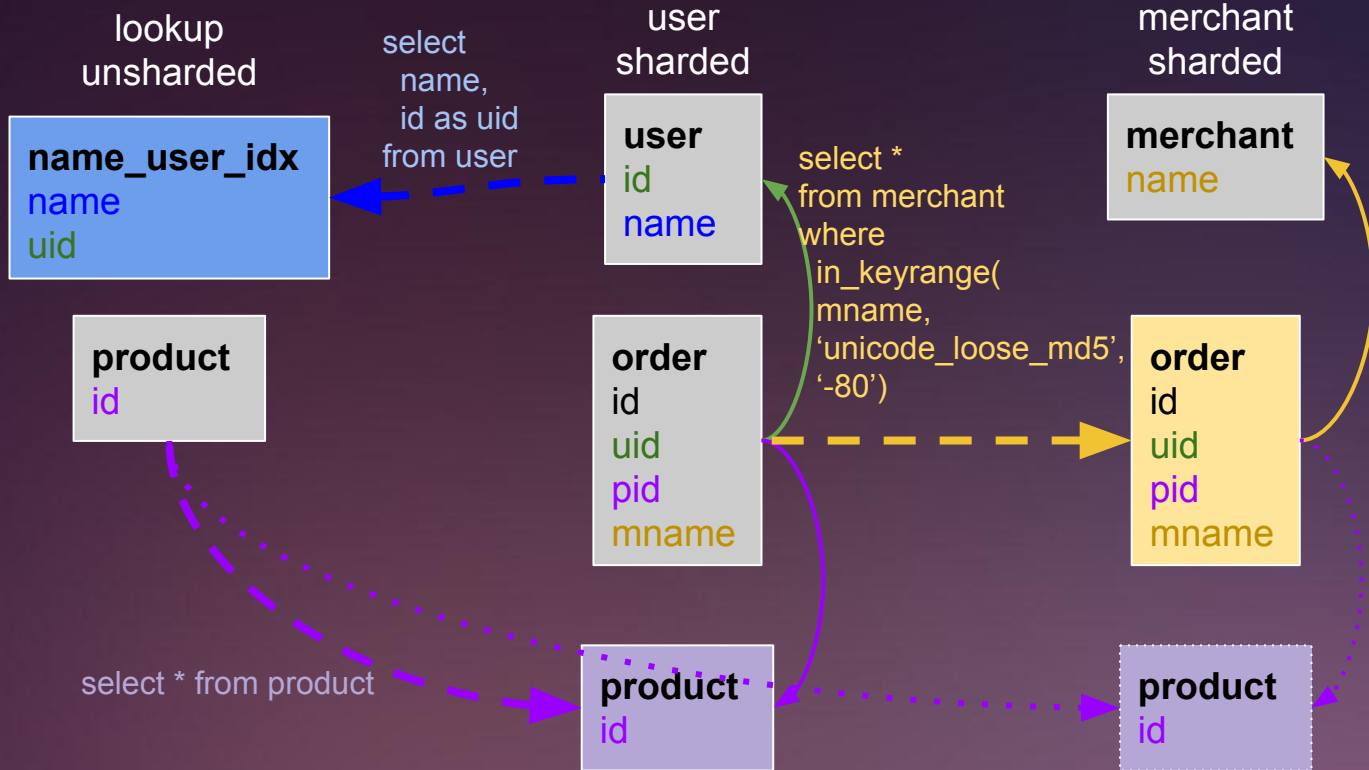 lookup
unsharded
name_user_idx
name
uid
product
id
select * from product
select
name,
id as uid
from user
user
sharded
user
id
name
order
id
uid
pid
mname
product
id
select *
from merchant
where
in_keyrange(
mname,
‘unicode_loose_md5’,
‘-80’)
merchant
sharded
merchant
name
order
id
uid
pid
mname
product
id